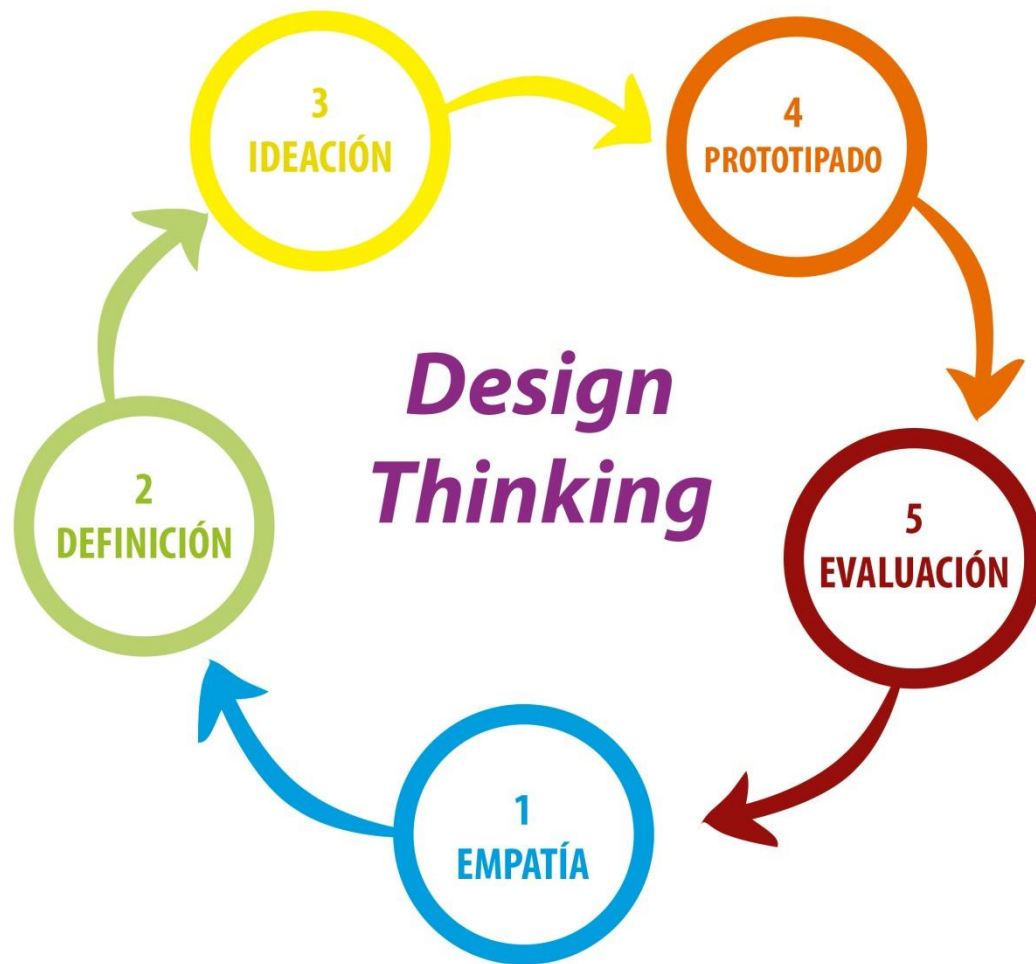 3
IDEACIÓN
4
PROTOTIPADO
Design
Thinking
2
DEFINICIÓN
5
EVALUACIÓN
1
EMPATÍA